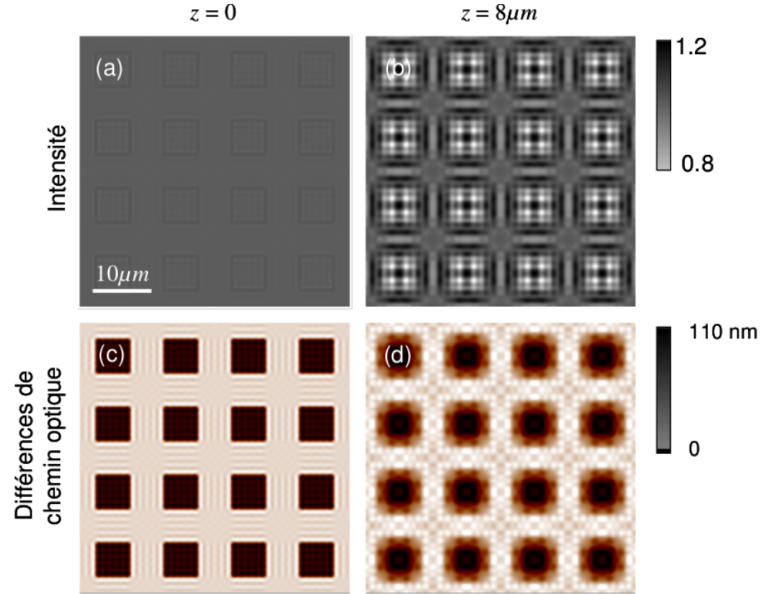 z = 0
z = 8μm
Intensité
(a)
(b)
1.2
0.8
10μm
Différences de
chemin optique
(c)
(d)
110 nm
0